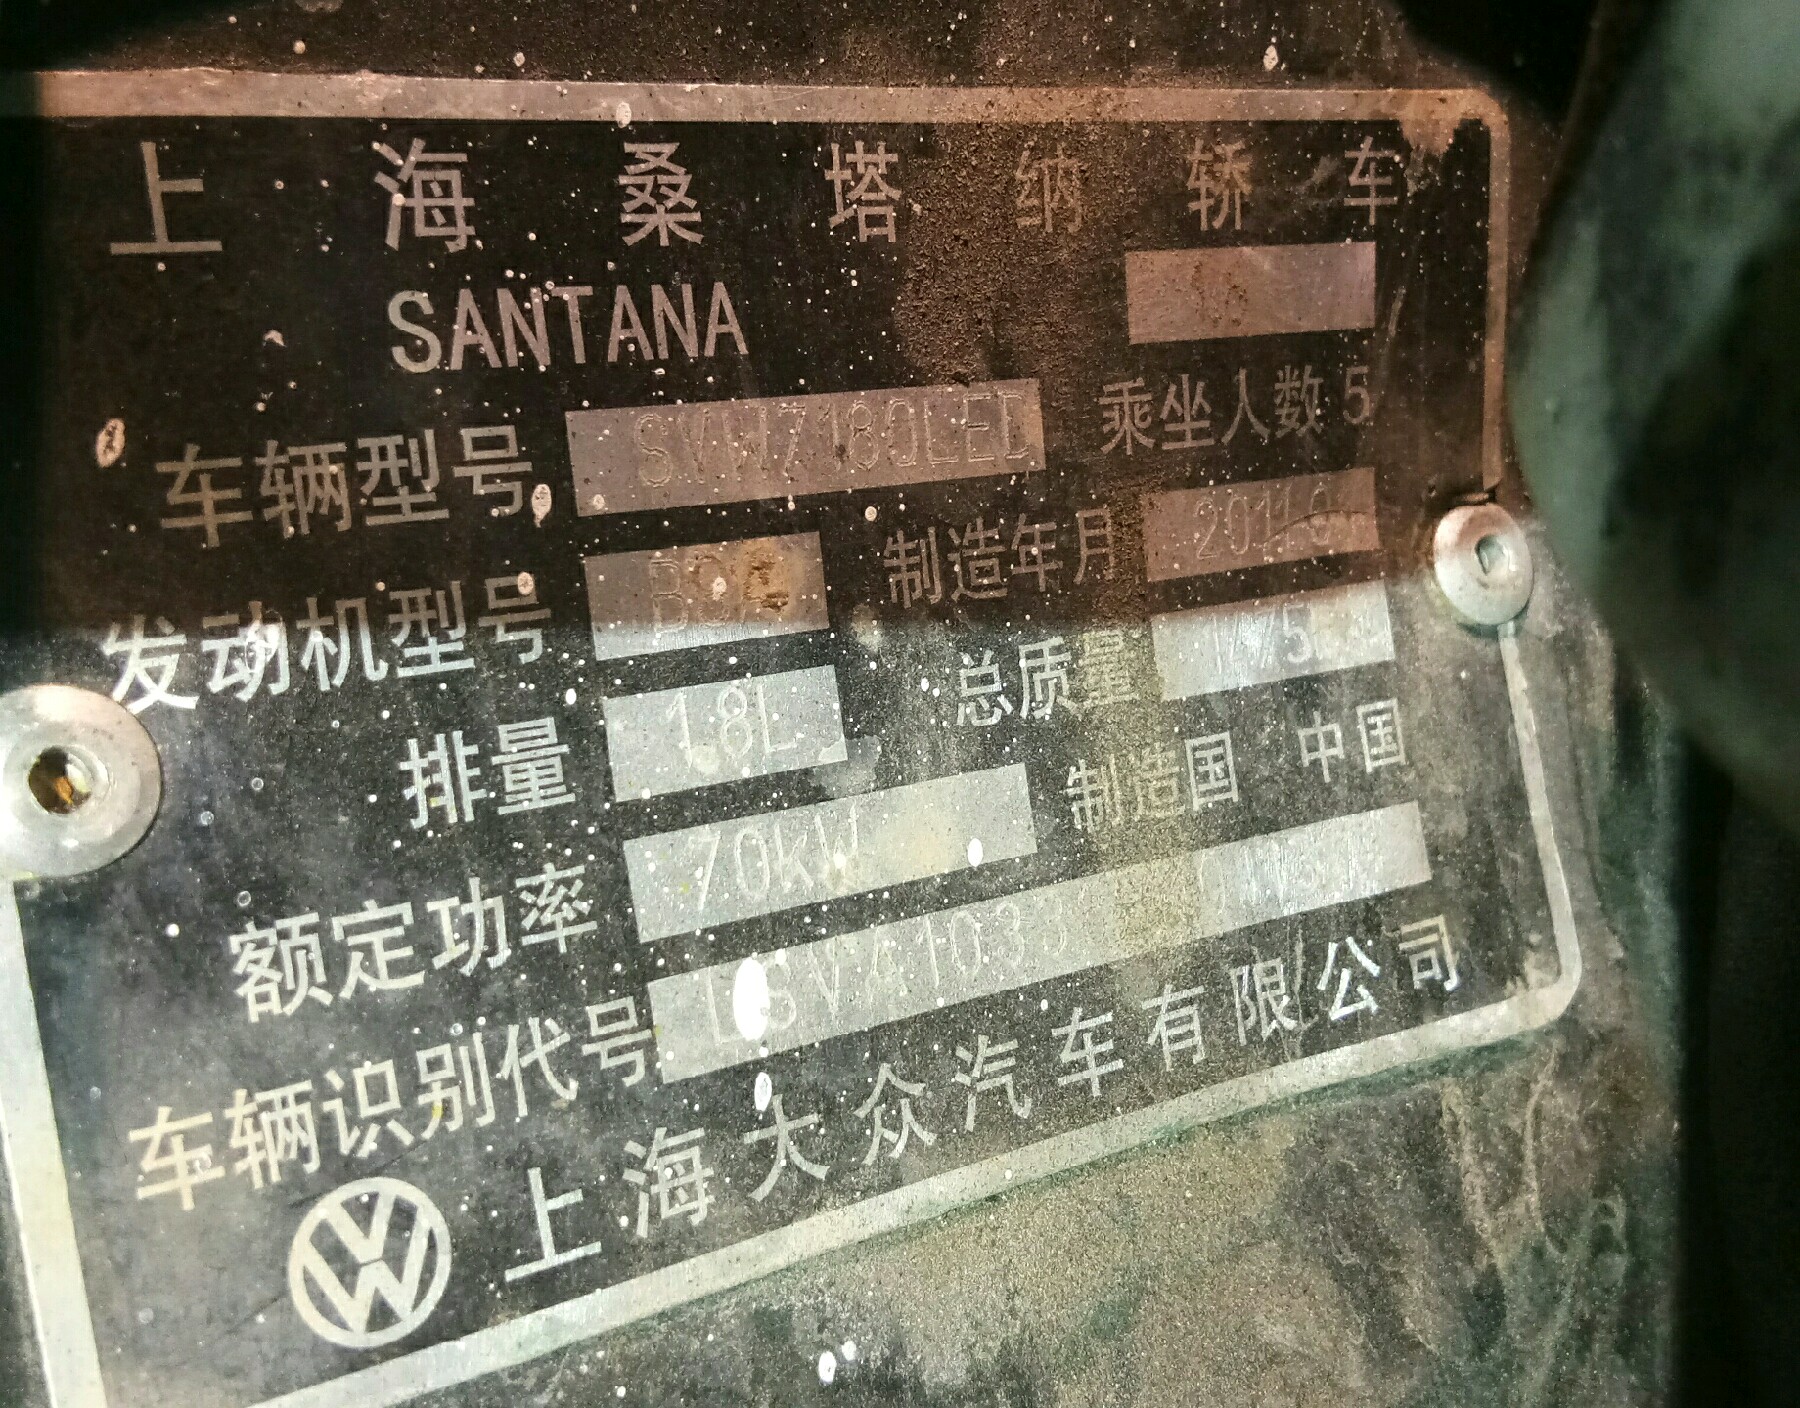 上海桑塔纳轿车
SANTANA
车辆型号 SVW7180LED 乘坐人数 5
发动机型号 制造年月
排量 1.8L 总质量
额定功率 70kW 制造国 中国
车辆识别代号
上海大众汽车有限公司